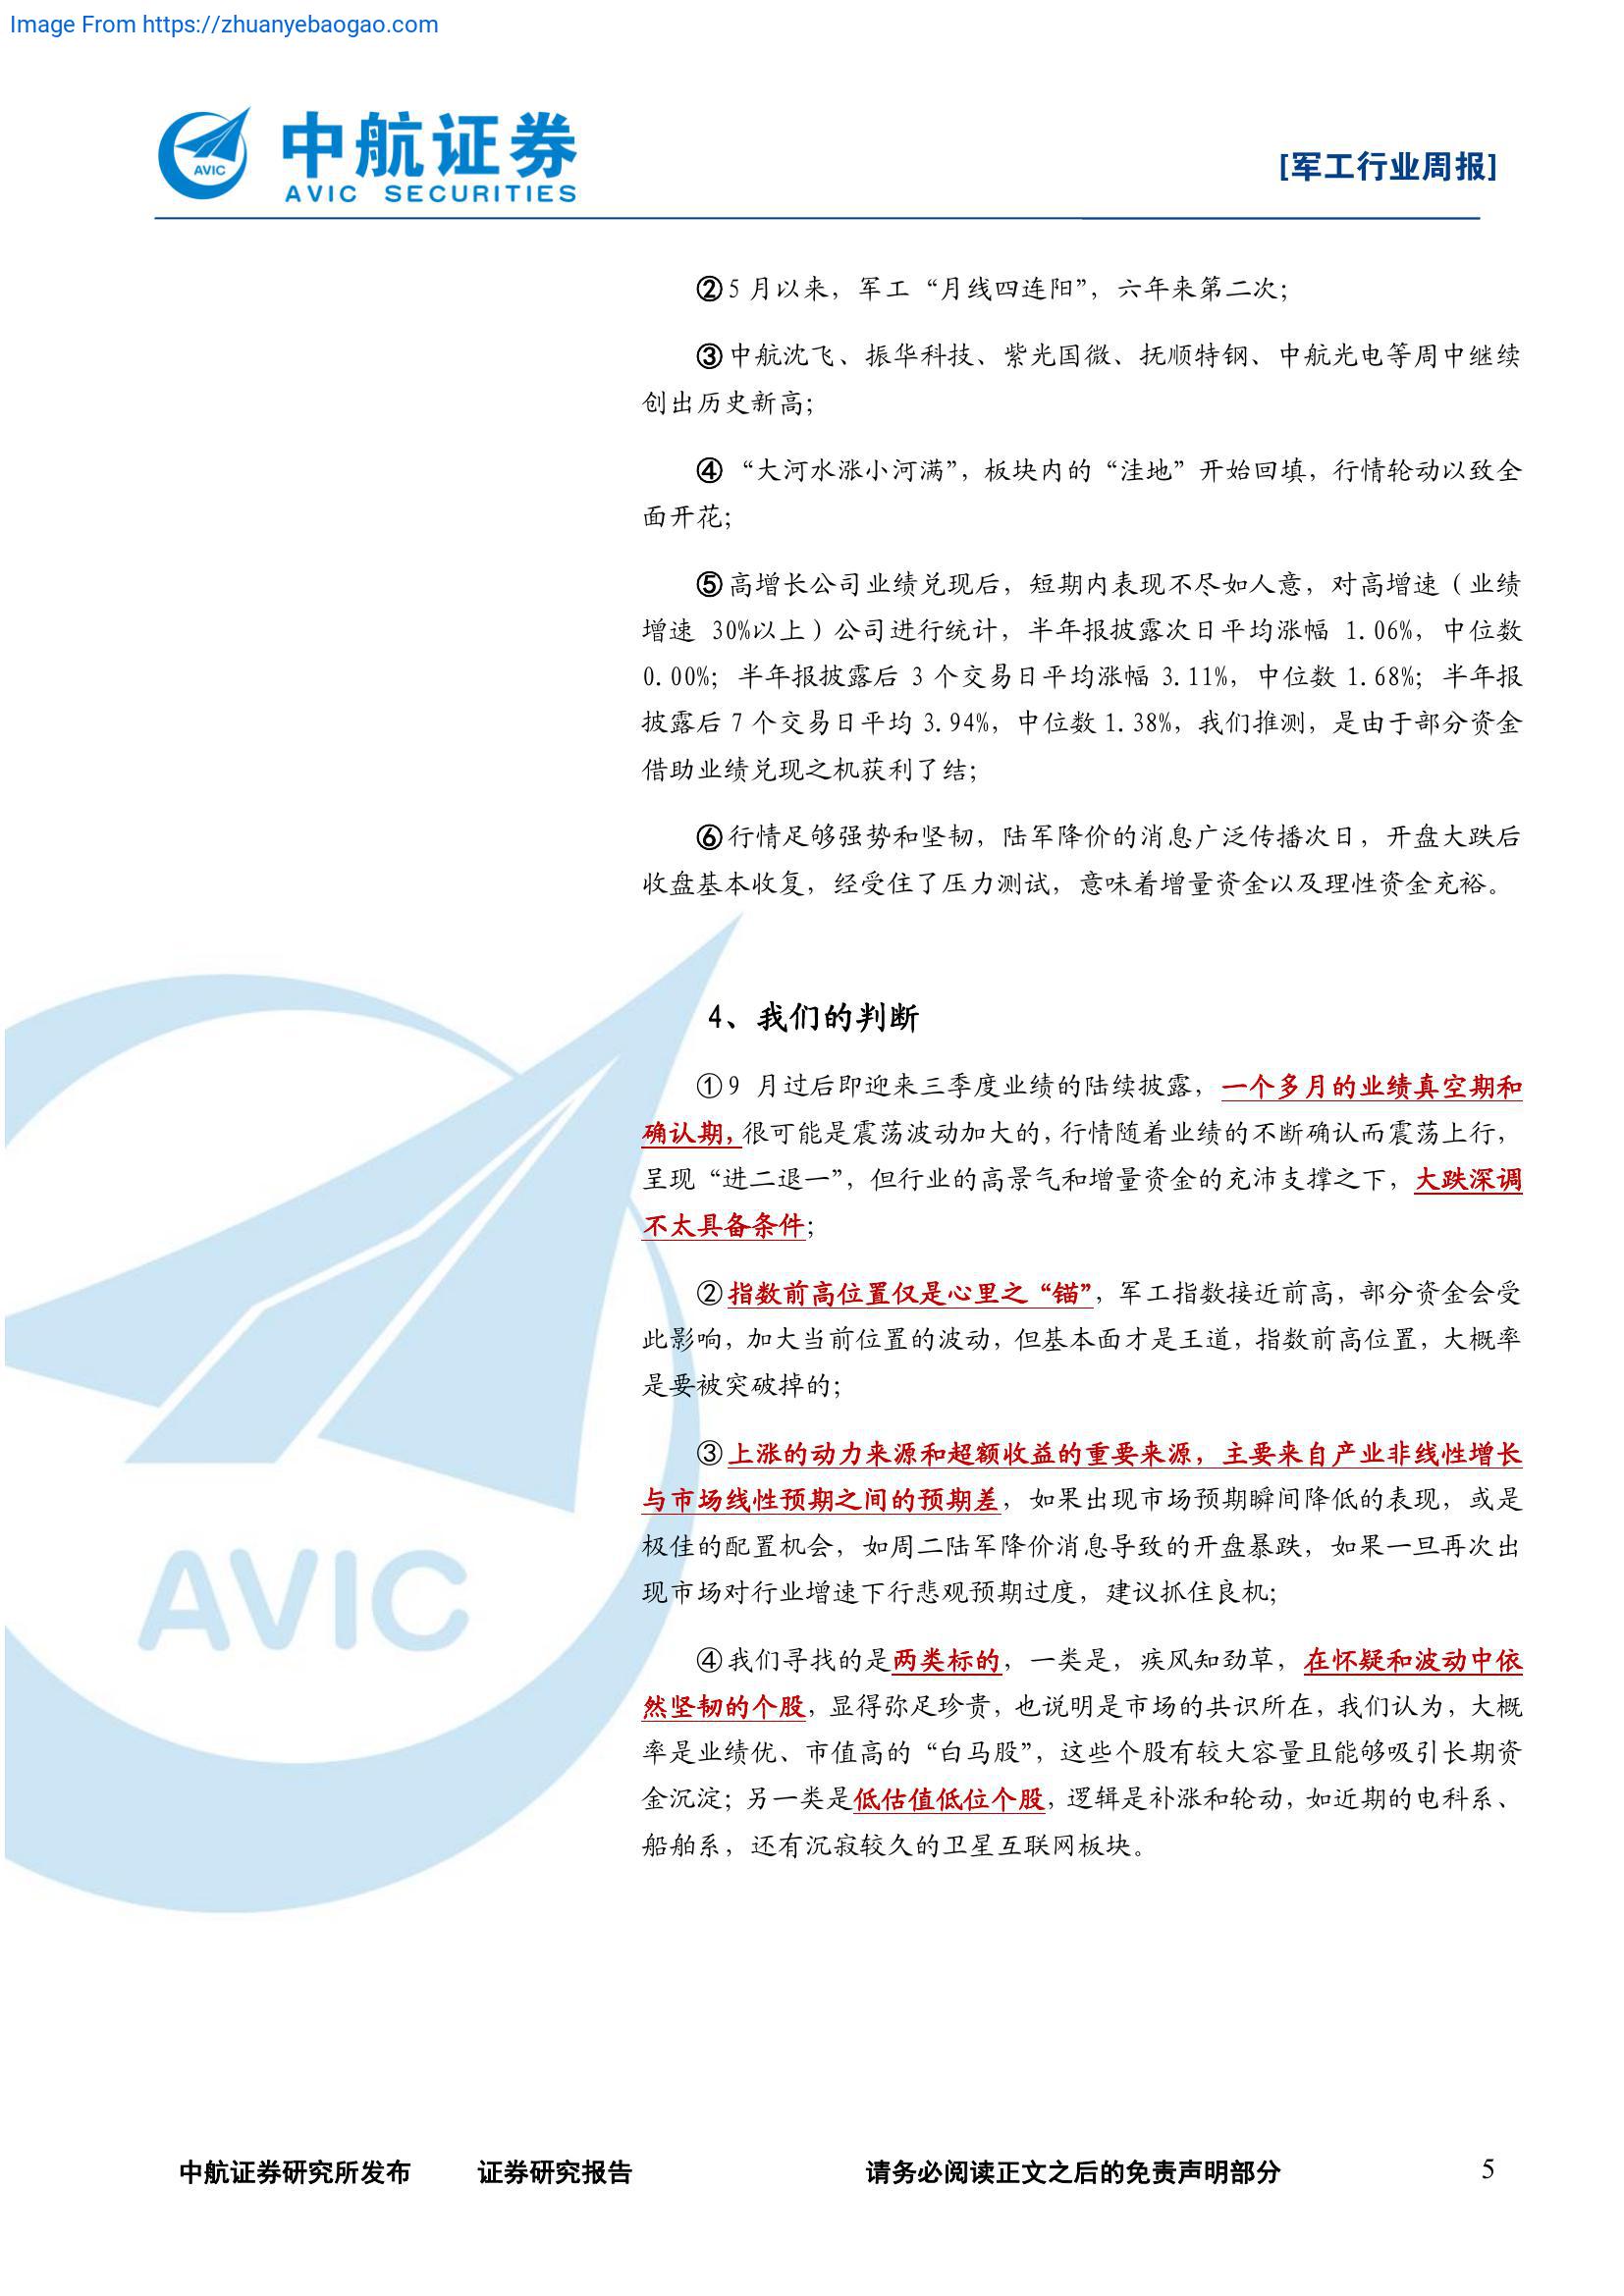 Image From https://zhuanyebaogao.com
AVIC
中航证券
AVIC SECURITIES
[军工行业周报]
②5 月以来，军工“月线四连阳”，六年来第二次；
③中航沈飞、振华科技、紫光国微、抚顺特钢、中航光电等周中继续
创出历史新高；
④ “大河水涨小河满”，板块内的“洼地”开始回填，行情轮动以致全
面开花；
⑤高增长公司业绩兑现后，短期内表现不尽如人意，对高增速（业绩
增速 30%以上）公司进行统计，半年报披露次日平均涨幅 1.06%，中位数
0.00%；半年报披露后 3 个交易日平均涨幅 3.11%，中位数 1.68%；半年报
披露后 7 个交易日平均 3.94%，中位数 1.38%，我们推测，是由于部分资金
借助业绩兑现之机获利了结；
⑥行情足够强势和坚韧，陆军降价的消息广泛传播次日，开盘大跌后
收盘基本收复，经受住了压力测试，意味着增量资金以及理性资金充裕。
4、我们的判断
①9 月过后即迎来三季度业绩的陆续披露，一个多月的业绩真空期和
确认期，很可能是震荡波动加大的，行情随着业绩的不断确认而震荡上行，
呈现“进二退一”，但行业的高景气和增量资金的充沛支撑之下，大跌深调
不太具备条件；
②指数前高位置仅是心里之“锚”，军工指数接近前高，部分资金会受
此影响，加大当前位置的波动，但基本面才是王道，指数前高位置，大概率
是要被突破掉的；
③上涨的动力来源和超额收益的重要来源，主要来自产业非线性增长
与市场线性预期之间的预期差，如果出现市场预期瞬间降低的表现，或是
极佳的配置机会，如周二陆军降价消息导致的开盘暴跌，如果一旦再次出
现市场对行业增速下行悲观预期过度，建议抓住良机；
④我们寻找的是两类标的，一类是，疾风知劲草，在怀疑和波动中依
然坚韧的个股，显得弥足珍贵，也说明是市场的共识所在，我们认为，大概
率是业绩优、市值高的“白马股”，这些个股有较大容量且能够吸引长期资
金沉淀；另一类是低估值低位个股，逻辑是补涨和轮动，如近期的电科系、
船舶系，还有沉寂较久的卫星互联网板块。
AVIC
中航证券研究所发布 证券研究报告 请务必阅读正文之后的免责声明部分 5